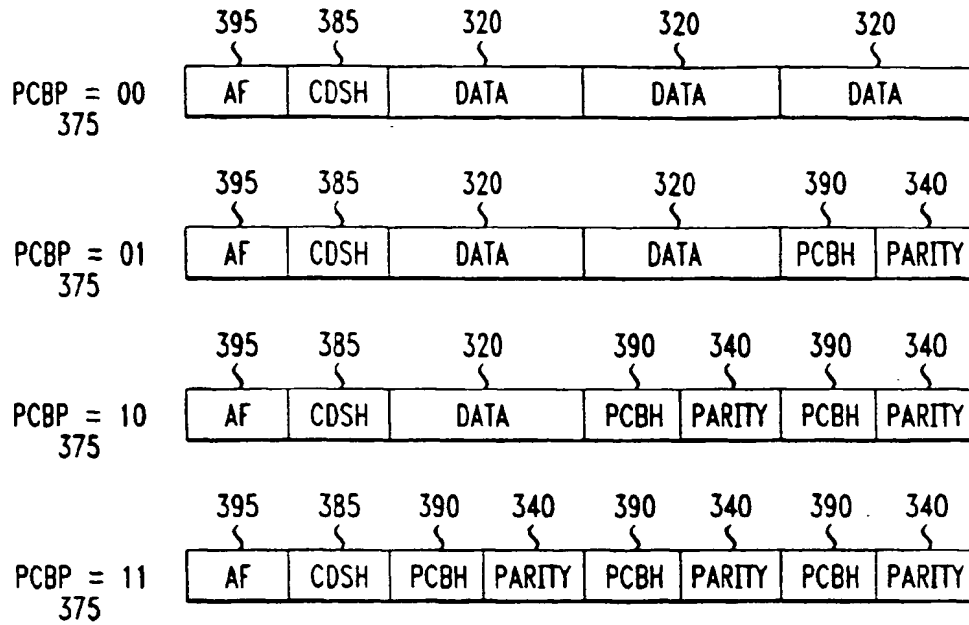 395 385 320 320 320
PCBP = 00 AF CDSH DATA DATA DATA
375
395 385 320 320 390 340
PCBP = 01 AF CDSH DATA DATA PCBH PARITY
375
395 385 320 390 340 390 340
PCBP = 10 AF CDSH DATA PCBH PARITY PCBH PARITY
375
395 385 390 340 390 340 390 340
PCBP = 11 AF CDSH PCBH PARITY PCBH PARITY PCBH PARITY
375